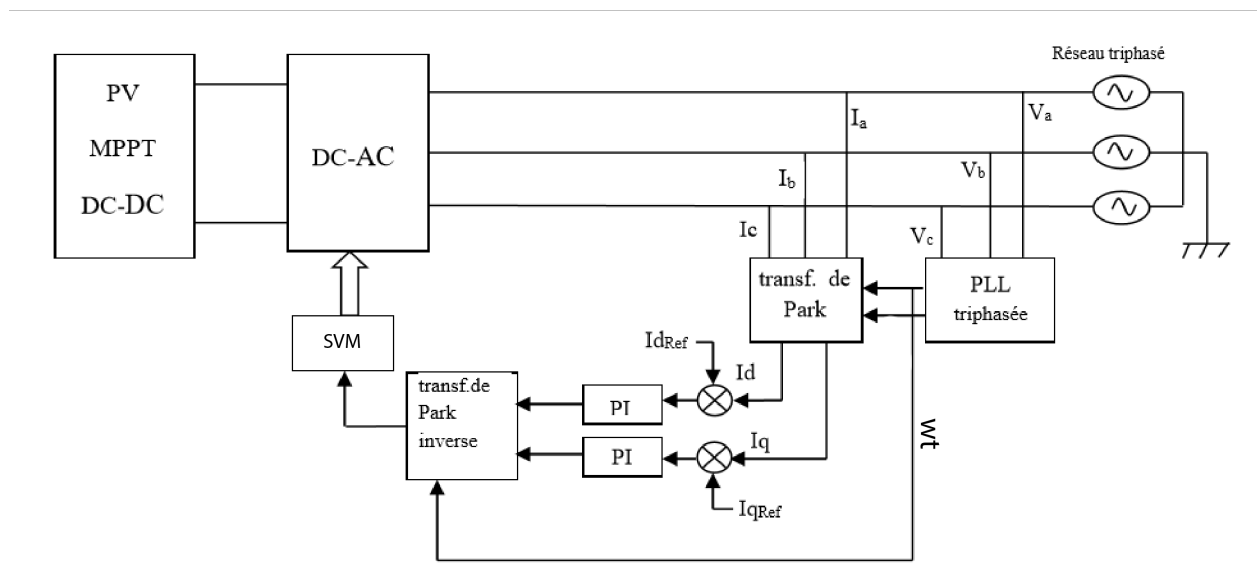 Réseau triphasé
PV
MPPT
DC-DC
DC-AC
Ia
Va
Ib
Vb
Ic
Vc
transf. de
Park
PLL
triphasée
SVM
IdRef
Id
transf.de
Park
inverse
PI
PI
Iq
IqRef
wt